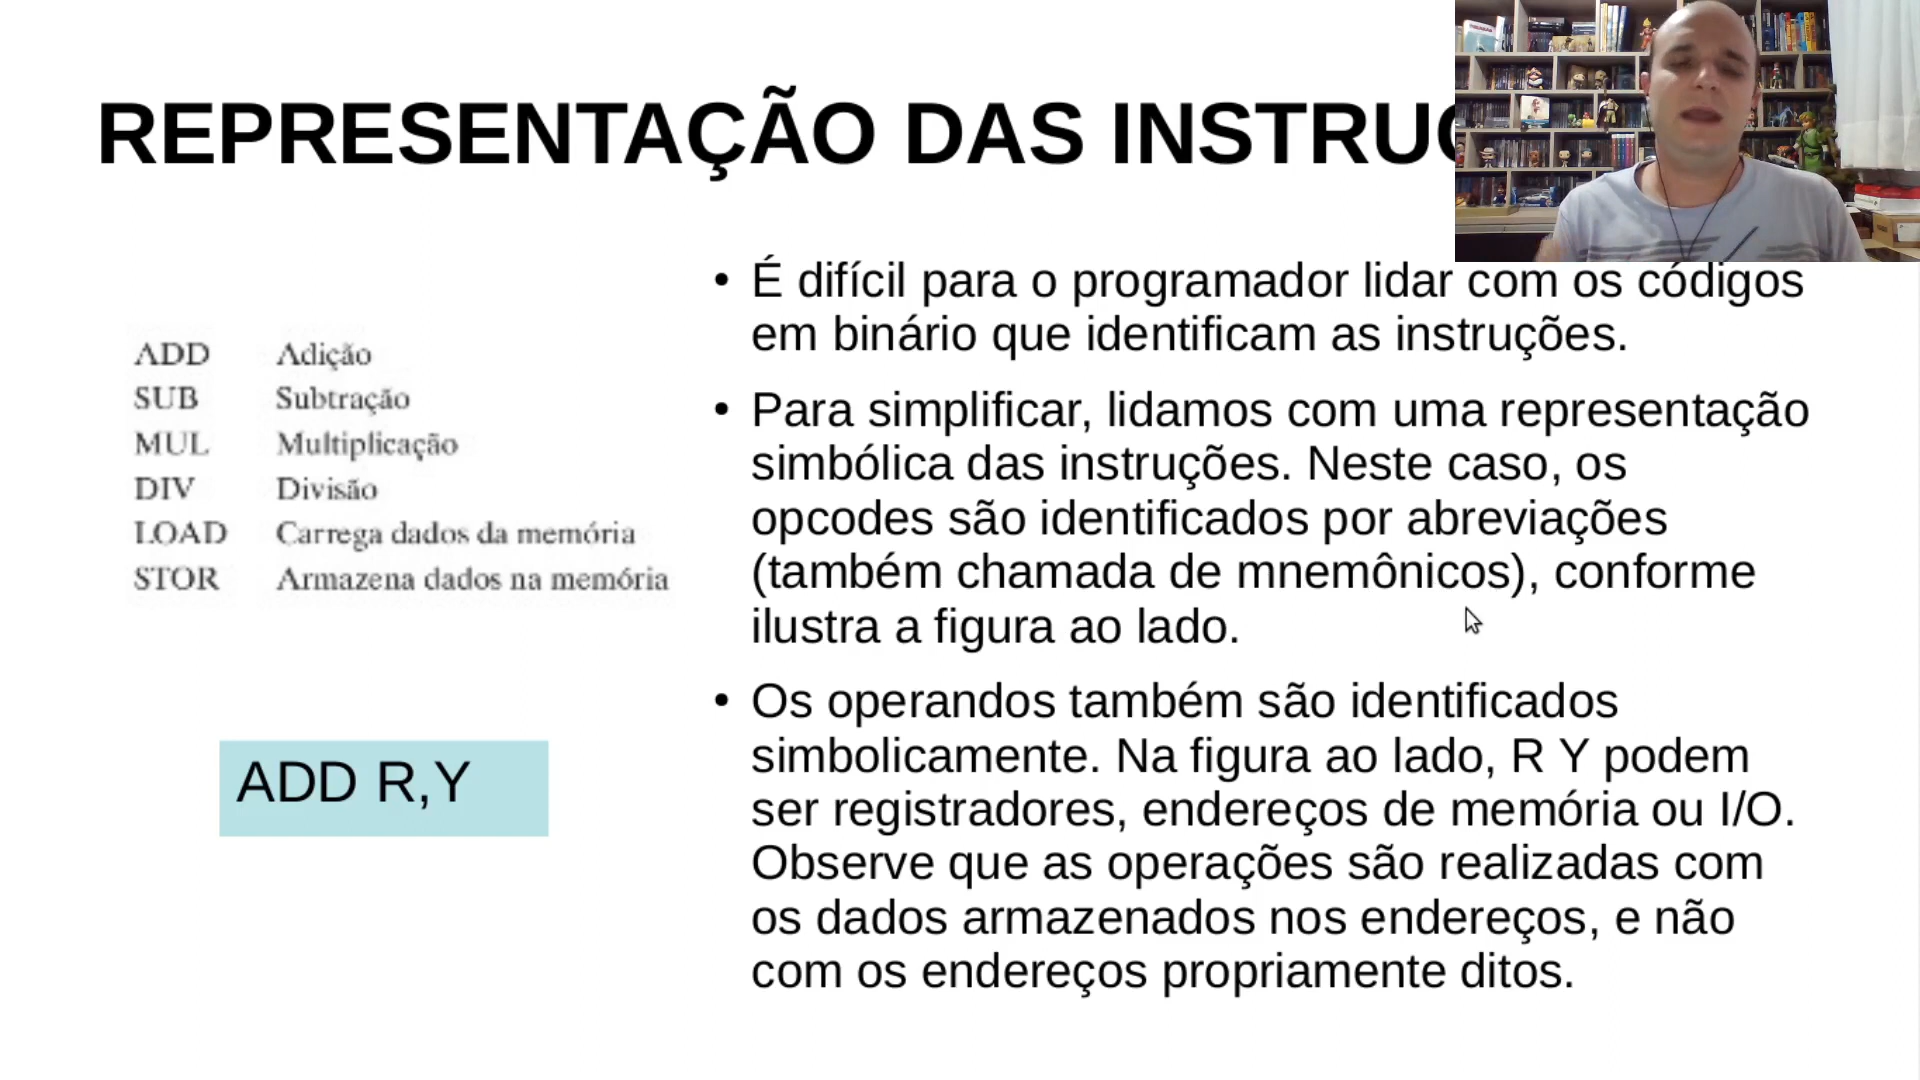 REPRESENTAÇÃO DAS
ADD Adição
SUB Subtração
MUL Multiplicação
DIV Divisão
LOAD Carrega dados da memória
STOR Armazena dados na memória
ADD R,Y
• É difícil para o programador lidar com os códigos
em binário que identificam as instruções.
• Para simplificar, lidamos com uma representação
simbólica das instruções. Neste caso, os
opcodes são identificados por abreviações
(também chamada de mnemônicos), conforme
ilustra a figura ao lado.
• Os operandos também são identificados
simbolicamente. Na figura ao lado, R Y podem
ser registradores, endereços de memória ou I/O.
Observe que as operações são realizadas com
os dados armazenados nos endereços, e não
com os endereços propriamente ditos.